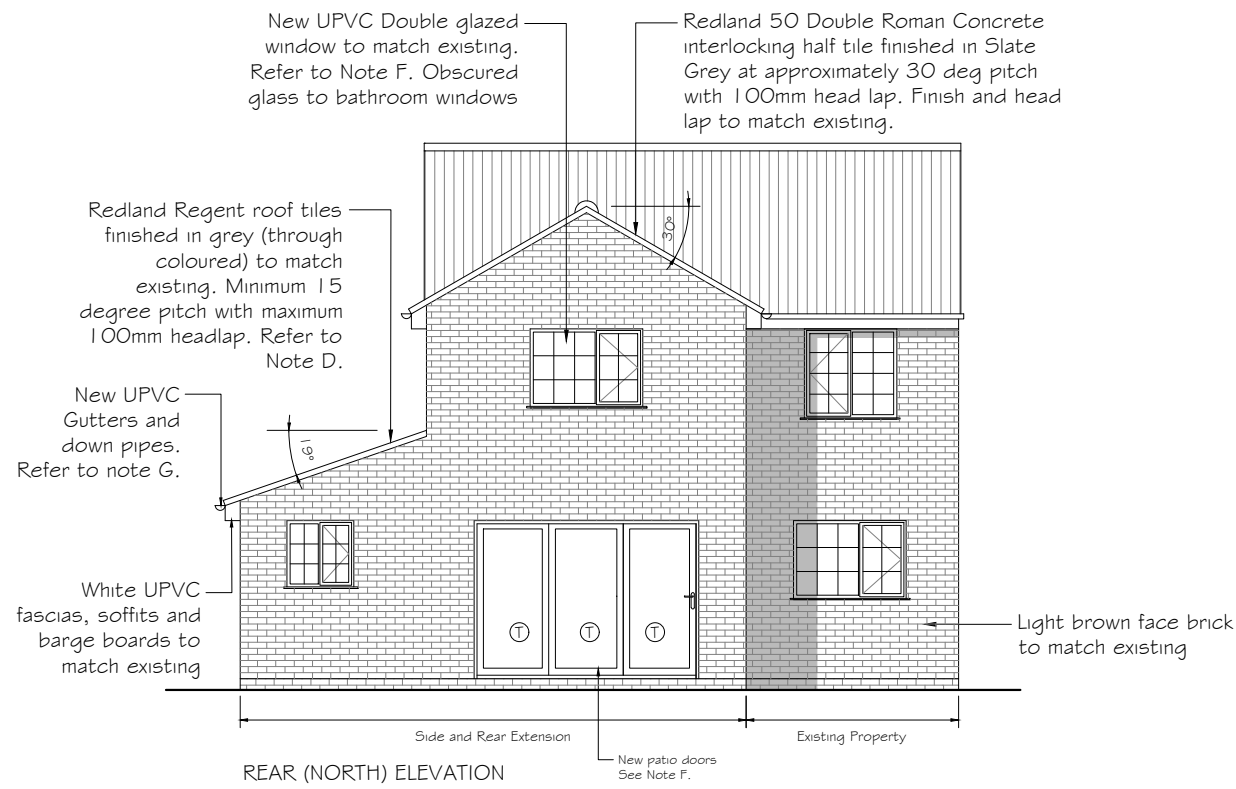 New UPVC Double glazed
window to match existing.
Refer to Note F. Obscured
glass to bathroom windows
Redland 50 Double Roman Concrete
interlocking half tile finished in Slate
Grey at approximately 30 deg pitch
with 100mm head lap. Finish and head
lap to match existing.
Redland Regent roof tiles
finished in grey (through
coloured) to match
existing. Minimum 15
degree pitch with maximum
100mm headlap. Refer to
Note D.
30°
New UPVC
Gutters and
down pipes.
Refer to note G.
19°
White UPVC
fascias, soffits and
barge boards to
match existing
T
T
T
Light brown face brick
to match existing
Side and Rear Extension
Existing Property
New patio doors
See Note F.
REAR (NORTH) ELEVATION